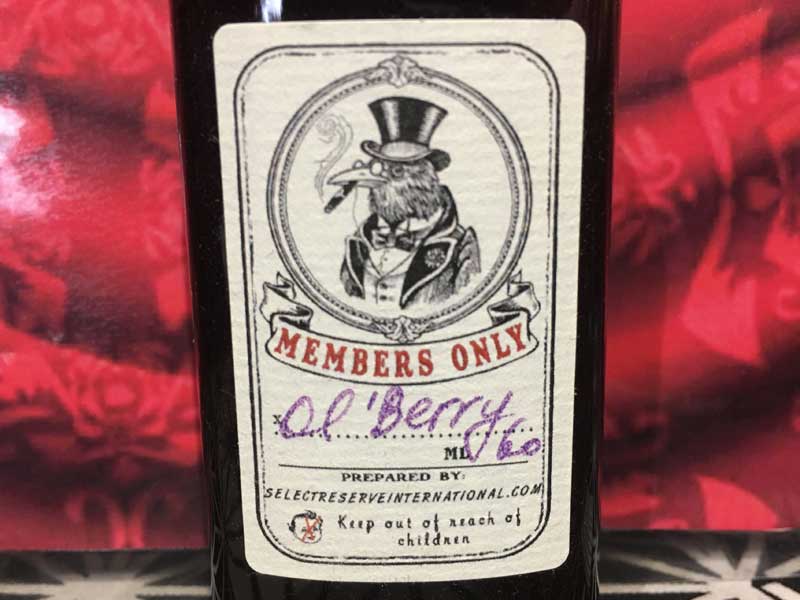 MEMBERS ONLY
x Ol'Berry
ML 60
PREPARED BY:
SELECTRESERVEINTERNATIONAL.COM
Keep out of reach of
children